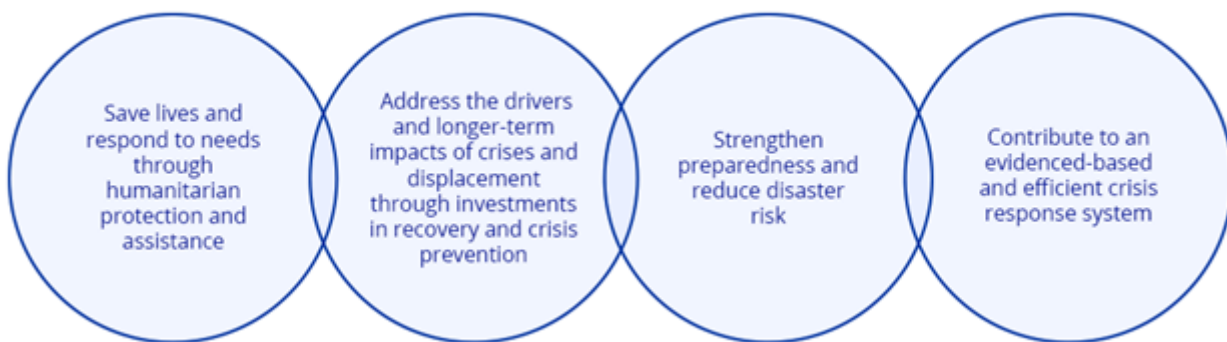 Save lives and
respond to needs
through
humanitarian
protection and
assistance
Address the drivers
and longer-term
impacts of crises and
displacement
through investments
in recovery and crisis
prevention
Strengthen
preparedness and
reduce disaster
risk
Contribute to an
evidenced-based
and efficient crisis
response system